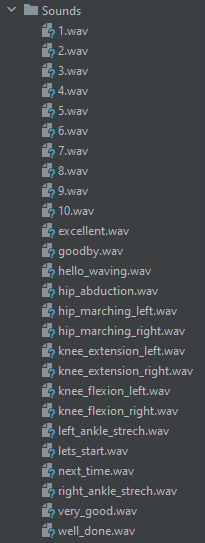 Sounds
1.wav
2.wav
3.wav
4.wav
5.wav
6.wav
7.wav
8.wav
9.wav
10.wav
excellent.wav
goodby.wav
hello_waving.wav
hip_abduction.wav
hip_marching_left.wav
hip_marching_right.wav
knee_extension_left.wav
knee_extension_right.wav
knee_flexion_left.wav
knee_flexion_right.wav
left_ankle_strech.wav
lets_start.wav
next_time.wav
right_ankle_strech.wav
very_good.wav
well_done.wav